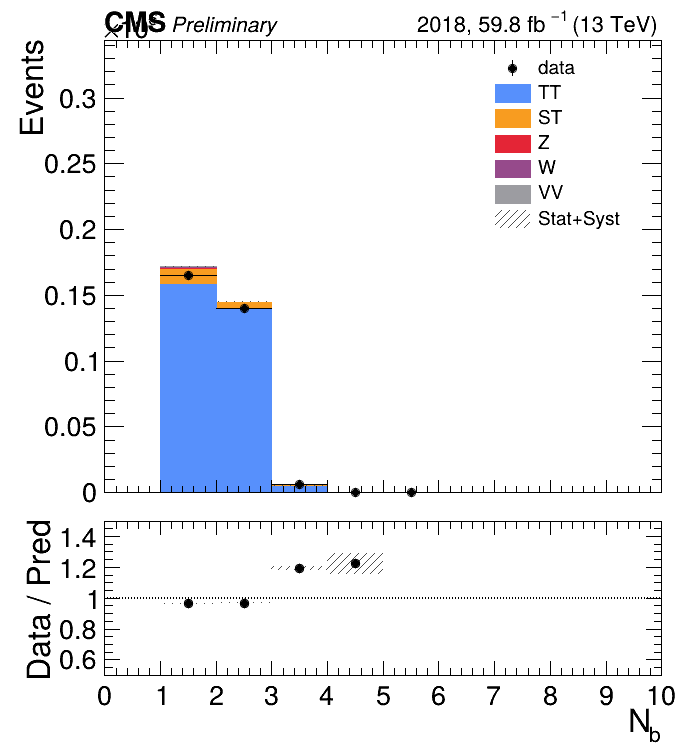 CMS Preliminary 2018, 59.8 fb⁻¹ (13 TeV)
Events
data
TT
ST
Z
W
VV
Stat+Syst
0.3
0.25
0.2
0.15
0.1
0.05
0
Data / Pred
1.4
1.2
1
0.8
0.6
0 1 2 3 4 5 6 7 8 9 10
N_b